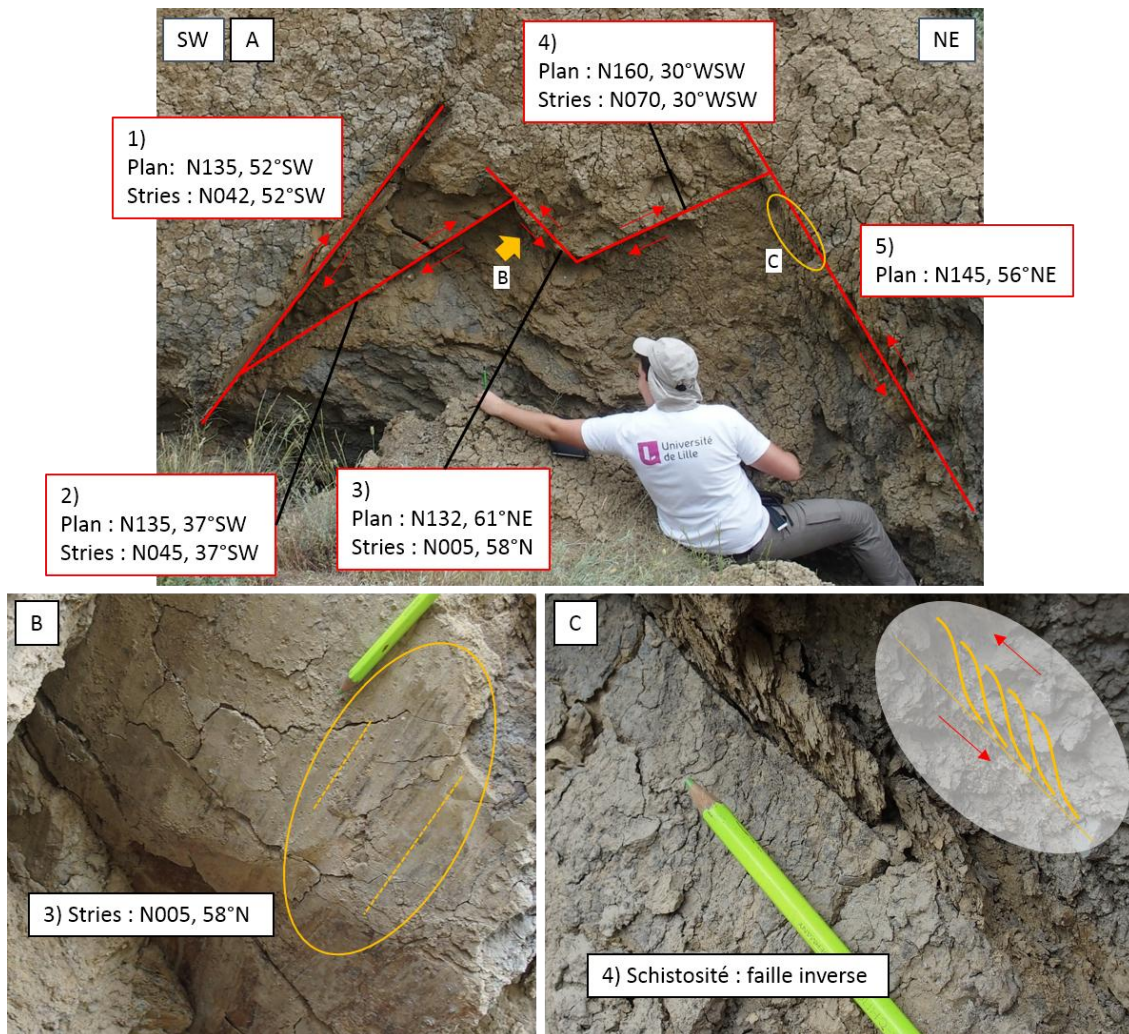 SW
A
NE
4)
Plan : N160, 30°WSW
Stries : N070, 30°WSW
1)
Plan: N135, 52°SW
Stries : N042, 52°SW
B
C
5)
Plan : N145, 56°NE
Université
de Lille
2)
Plan : N135, 37°SW
Stries : N045, 37°SW
3)
Plan : N132, 61°NE
Stries : N005, 58°N
B
3) Stries : N005, 58°N
C
4) Schistosité : faille inverse